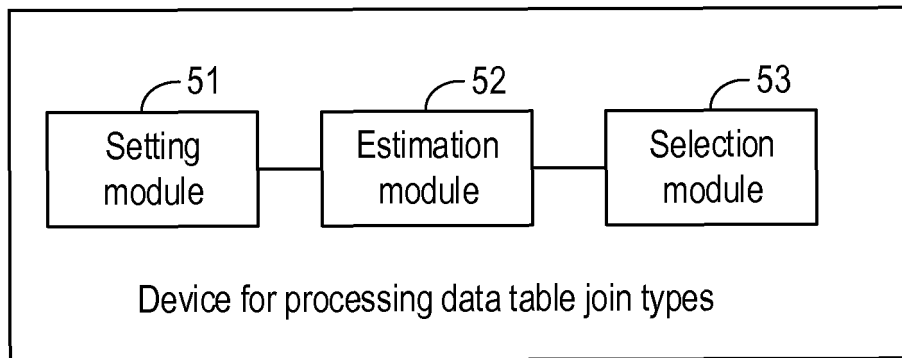 51
52
53
Setting
module
Estimation
module
Selection
module
Device for processing data table join types